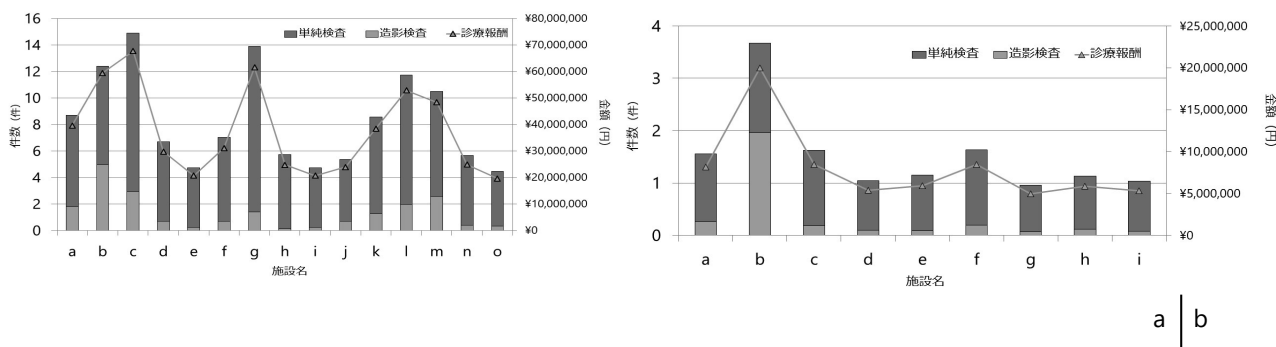 16
14
12
10
8
6
4
2
0
件数（件）
単純検査 造影検査 診療報酬
¥80,000,000
¥70,000,000
¥60,000,000
¥50,000,000
¥40,000,000
¥30,000,000
¥20,000,000
¥10,000,000
¥0
金額（円）
a b c d e f g h i j k l m n o
施設名
4
3
2
1
0
件数（件）
単純検査 造影検査 診療報酬
¥25,000,000
¥20,000,000
¥15,000,000
¥10,000,000
¥5,000,000
¥0
金額（円）
a b c d e f g h i
施設名
a b